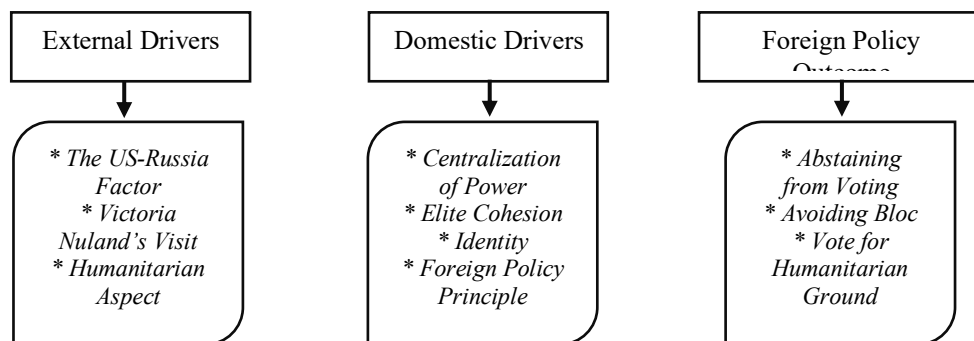 External Drivers
Domestic Drivers
Foreign Policy
Outcome
* The US-Russia
Factor
* Victoria
Nuland’s Visit
* Humanitarian
Aspect
* Centralization
of Power
* Elite Cohesion
* Identity
* Foreign Policy
Principle
* Abstaining
from Voting
* Avoiding Bloc
* Vote for
Humanitarian
Ground